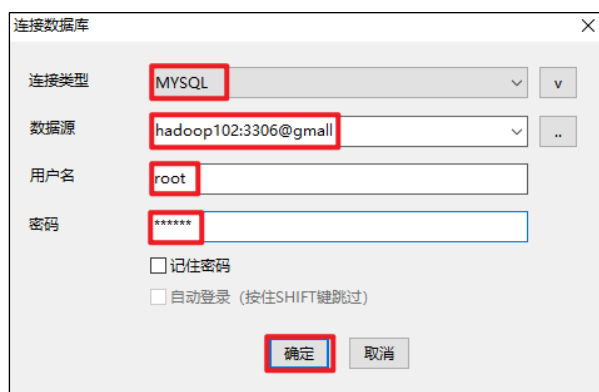 连接数据库
连接类型 MYSQL v
数据源 hadoop102:3306@gmall ..
用户名 root
密码 ******
记住密码
自动登录（按住SHIFT键跳过）
确定 取消